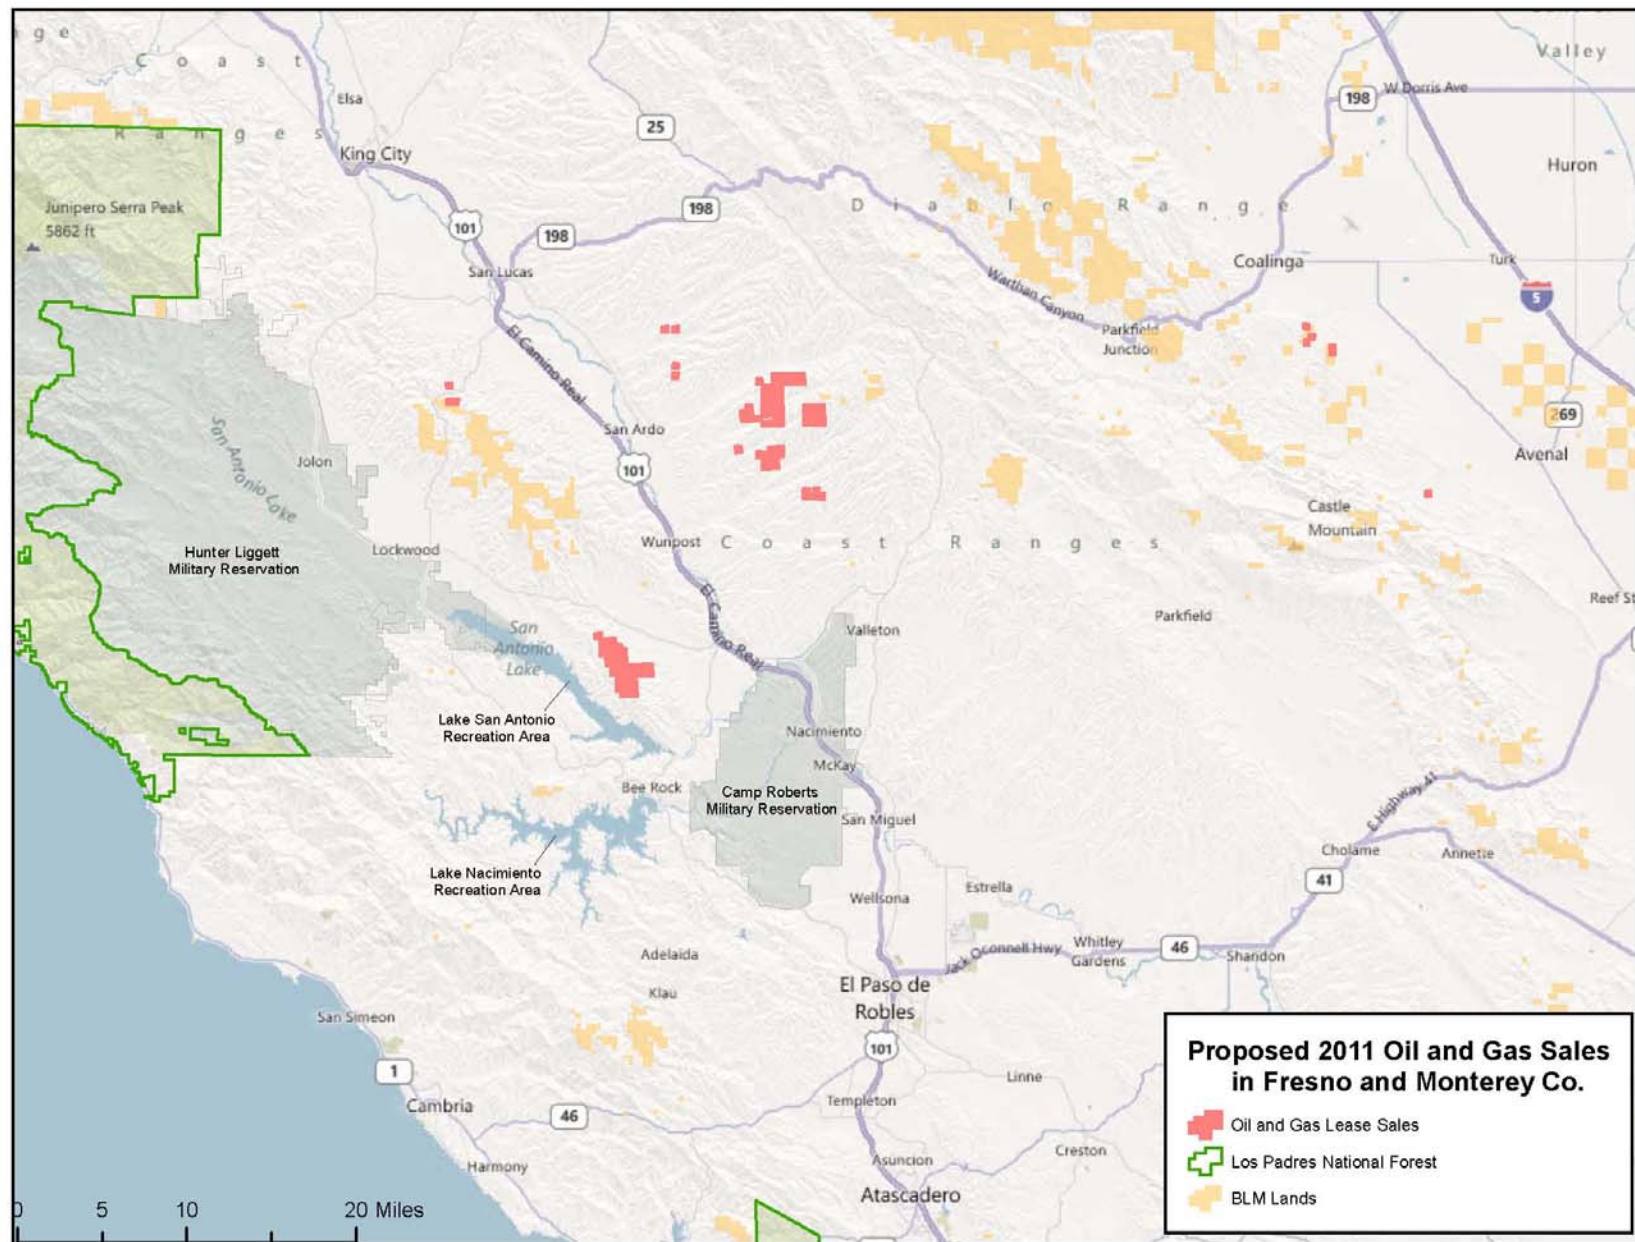 Valley
a g e
C o a s t
R a n g e s
Elsa
King City
25
198
W Dorris Ave
Huron
Junipero Serra Peak
5862 ft
101
198
198
D i a b l o R a n g e
Coalinga
Turk
5
San Lucas
Warthan Canyon
Parkfield
Junction
El Camino Real
San Ardo
269
Avenal
San Antonio Lake
Jolon
101
Castle
Mountain
Hunter Liggett
Military Reservation
Lockwood
Wunpost
C o a s t R a n g e s
El Camino Real
Reef St
Parkfield
San
Antonio
Lake
Valleton
Lake San Antonio
Recreation Area
Nacimiento
McKay
Bee Rock
Camp Roberts
Military Reservation
San Miguel
E Highway 41
Cholame
Annette
Lake Nacimiento
Recreation Area
41
Wellsona
Estrella
Adelaida
Jack Oconnell Hwy
Whitley
Gardens
46
Shandon
Klau
El Paso de
Robles
San Simeon
101
1
Linne
Cambria
46
Templeton
Harmony
Asuncion
Creston
Atascadero
0 5 10 20 Miles
Proposed 2011 Oil and Gas Sales
in Fresno and Monterey Co.
Oil and Gas Lease Sales
Los Padres National Forest
BLM Lands